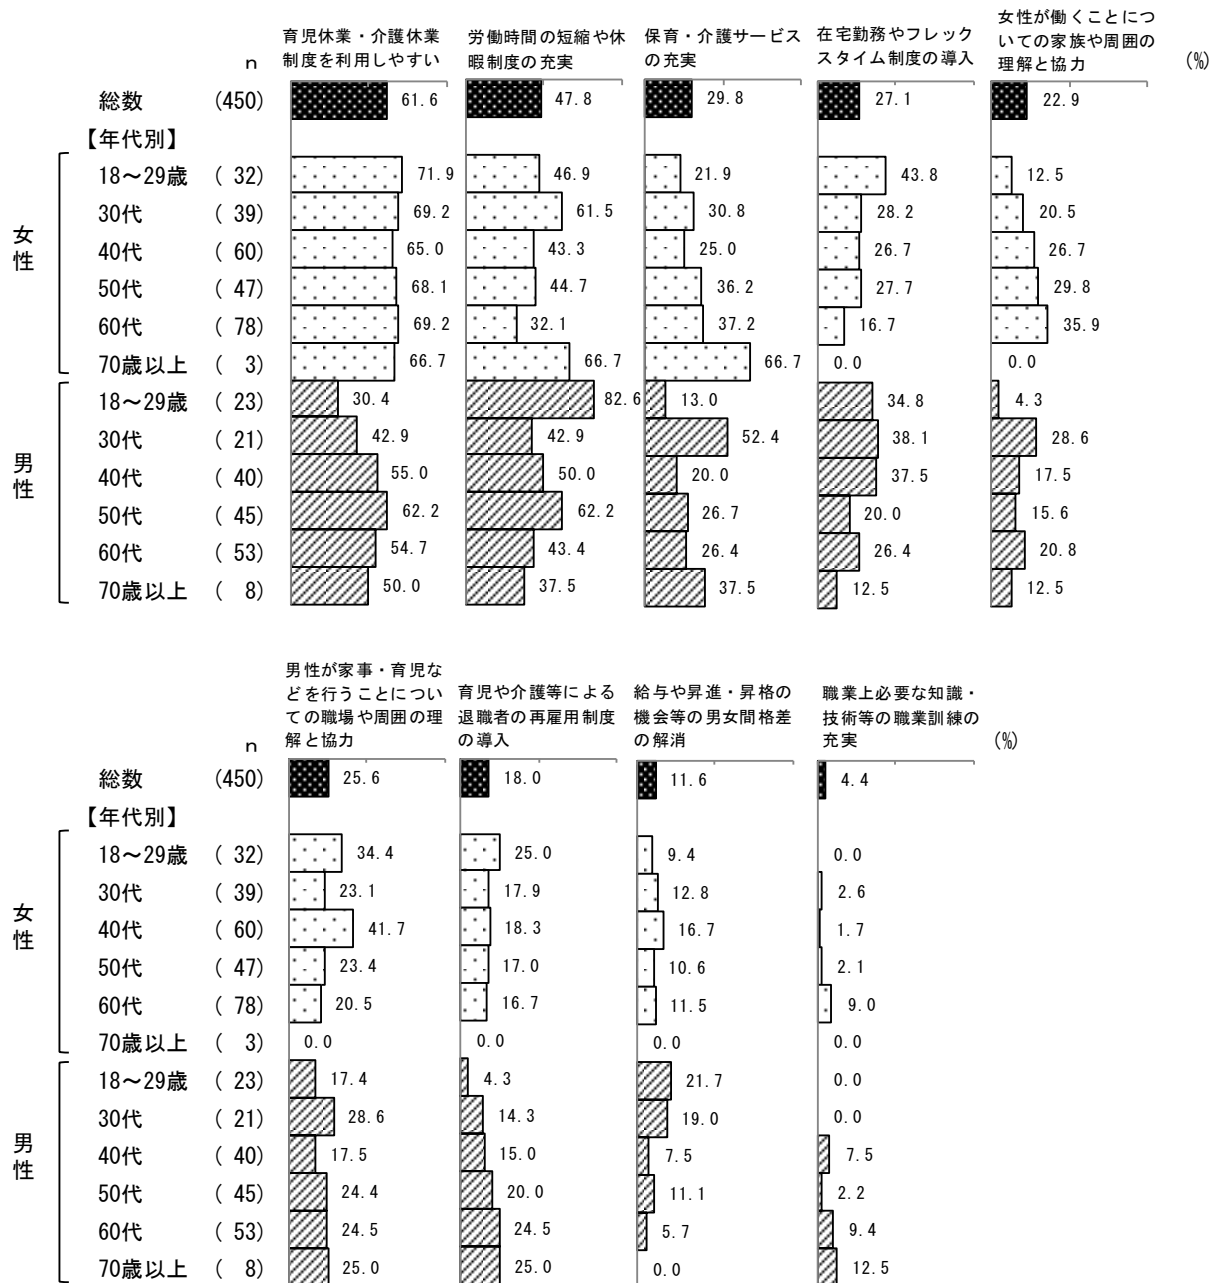 育児休業・介護休業
制度を利用しやすい
労働時間の短縮や休
暇制度の充実
保育・介護サービス
の充実
在宅勤務やフレック
スタイム制度の導入
女性が働くことにつ
いての家族や周囲の
理解と協力
n
(%)
総数 (450) 61.6 47.8 29.8 27.1 22.9
【年代別】
女性
18～29歳 ( 32) 71.9 46.9 21.9 43.8 12.5
30代 ( 39) 69.2 61.5 30.8 28.2 20.5
40代 ( 60) 65.0 43.3 25.0 26.7 26.7
50代 ( 47) 68.1 44.7 36.2 27.7 29.8
60代 ( 78) 69.2 32.1 37.2 16.7 35.9
70歳以上 ( 3) 66.7 66.7 66.7 0.0 0.0
男性
18～29歳 ( 23) 30.4 82.6 13.0 34.8 4.3
30代 ( 21) 42.9 42.9 52.4 38.1 28.6
40代 ( 40) 55.0 50.0 20.0 37.5 17.5
50代 ( 45) 62.2 62.2 26.7 20.0 15.6
60代 ( 53) 54.7 43.4 26.4 26.4 20.8
70歳以上 ( 8) 50.0 37.5 37.5 12.5 12.5
男性が家事・育児な
どを行うことについ
ての職場や周囲の理
解と協力
育児や介護等による
退職者の再雇用制度
の導入
給与や昇進・昇格の
機会等の男女間格差
の解消
職業上必要な知識・
技術等の職業訓練の
充実
n
(%)
総数 (450) 25.6 18.0 11.6 4.4
【年代別】
女性
18～29歳 ( 32) 34.4 25.0 9.4 0.0
30代 ( 39) 23.1 17.9 12.8 2.6
40代 ( 60) 41.7 18.3 16.7 1.7
50代 ( 47) 23.4 17.0 10.6 2.1
60代 ( 78) 20.5 16.7 11.5 9.0
70歳以上 ( 3) 0.0 0.0 0.0 0.0
男性
18～29歳 ( 23) 17.4 4.3 21.7 0.0
30代 ( 21) 28.6 14.3 19.0 0.0
40代 ( 40) 17.5 15.0 7.5 7.5
50代 ( 45) 24.4 20.0 11.1 2.2
60代 ( 53) 24.5 24.5 5.7 9.4
70歳以上 ( 8) 25.0 25.0 0.0 12.5